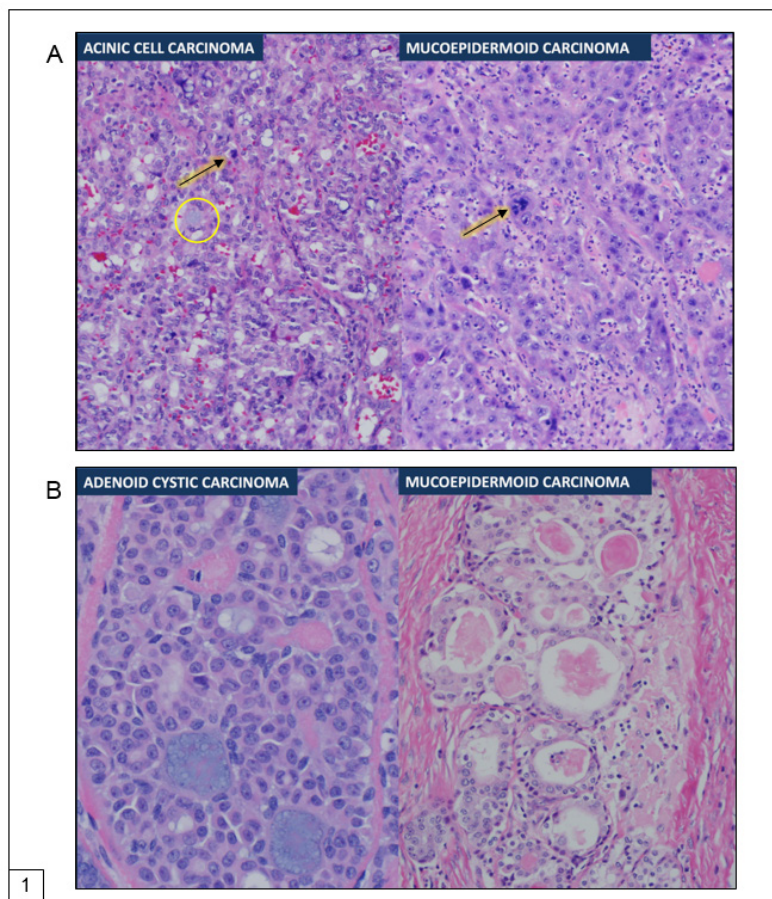 A
ACINIC CELL CARCINOMA
MUCOEPIDERMOID CARCINOMA
B
ADENOID CYSTIC CARCINOMA
MUCOEPIDERMOID CARCINOMA
1